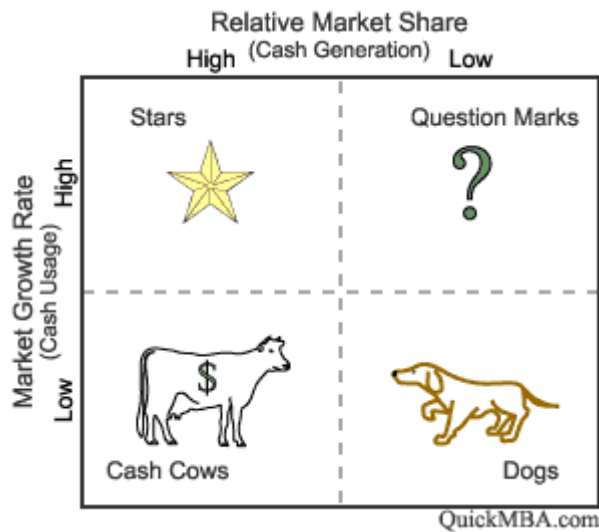 Relative Market Share
(Cash Generation)
High
Low
Market Growth Rate
(Cash Usage)
High
Low
Stars
Question Marks
$
?
Cash Cows
Dogs
QuickMBA.com